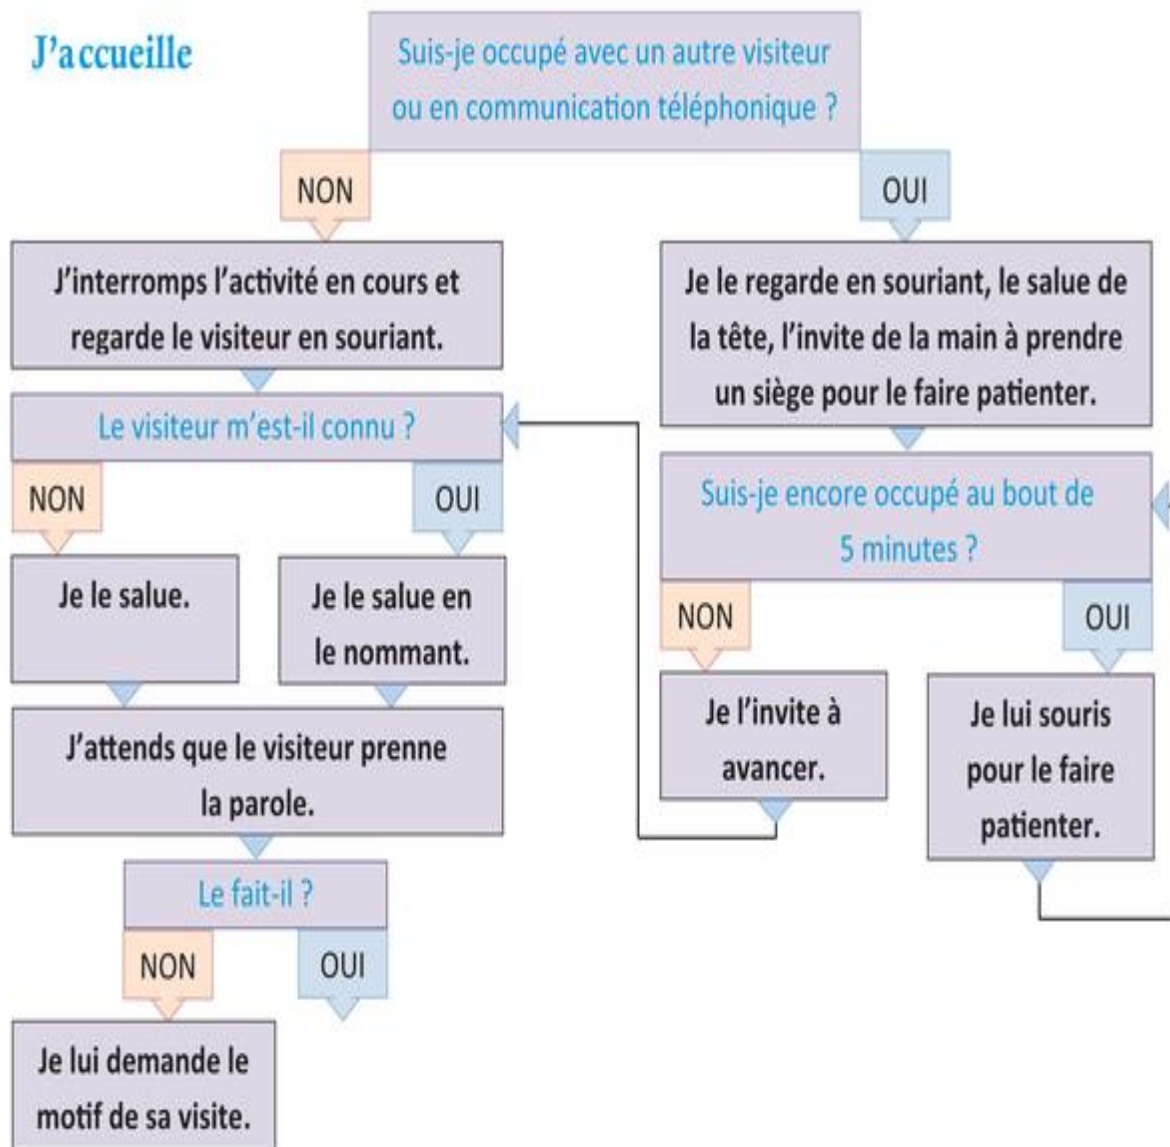 J'accueille
Suis-je occupé avec un autre visiteur
ou en communication téléphonique ?
NON
OUI
J'interromps l'activité en cours et
regarde le visiteur en souriant.
Je le regarde en souriant, le salue de
la tête, l'invite de la main à prendre
un siège pour le faire patienter.
Le visiteur m'est-il connu ?
NON
OUI
Je le salue.
Je le salue en
le nommant.
J'attends que le visiteur prenne
la parole.
Le fait-il ?
NON
OUI
Je lui demande le
motif de sa visite.
Suis-je encore occupé au bout de
5 minutes ?
NON
OUI
Je l'invite à
avancer.
Je lui souris
pour le faire
patienter.